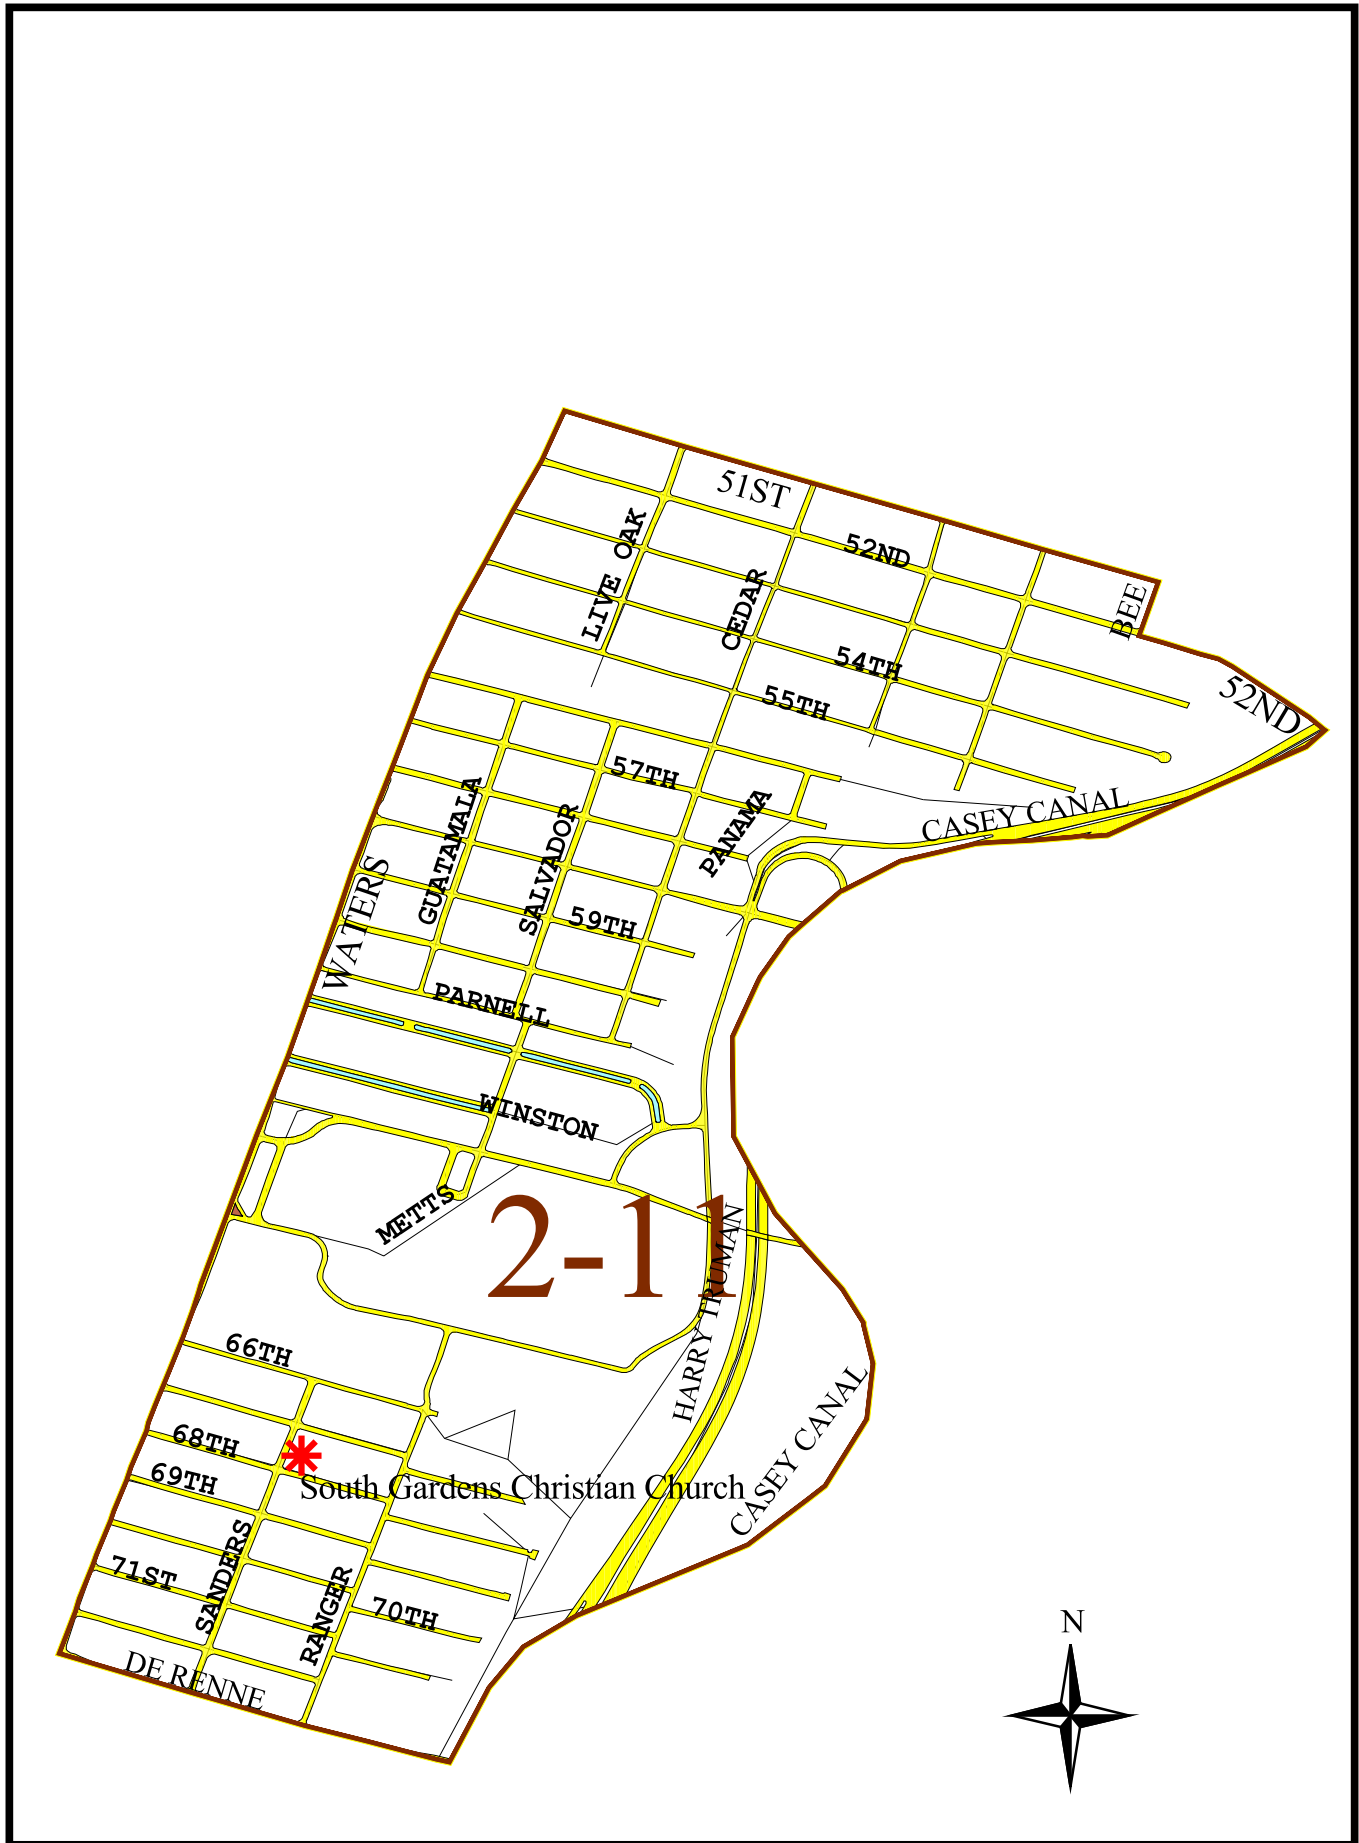 51ST
LIVE OAK
52ND
CEDAR
BEE
54TH
55TH
52ND
57TH
GUATAMALA
SALVADOR
PANAMA
CASEY CANAL
WATERS
59TH
PARNELL
WINSTON
METTS
2-11
HARRY TRUMAN
66TH
CASEY CANAL
68TH
69TH
South Gardens Christian Church
SANDERS
71ST
RANGER
70TH
DE RENNE
N